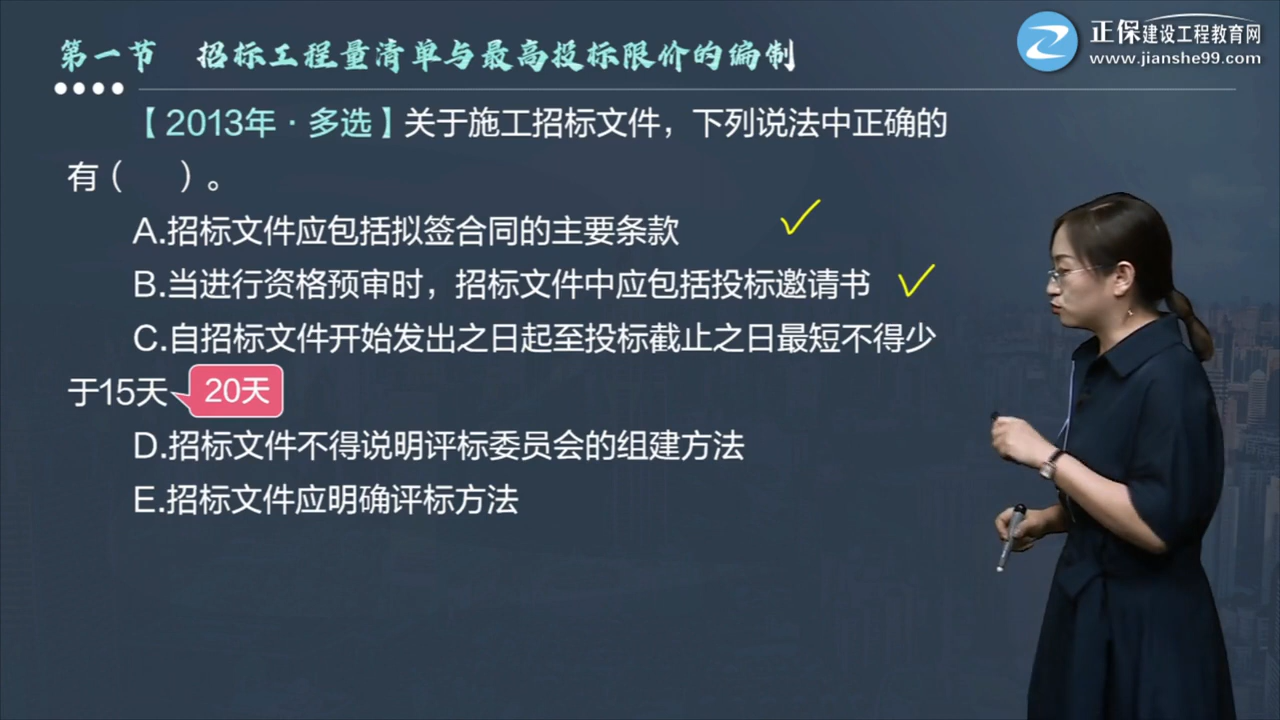 第一节 招标工程量清单与最高投标限价的编制
正保建设工程教育网
www.jianshe99.com
【2013年·多选】关于施工招标文件，下列说法中正确的
有（ ）。
A.招标文件应包括拟签合同的主要条款
B.当进行资格预审时，招标文件中应包括投标邀请书
C.自招标文件开始发出之日起至投标截止之日最短不得少
于15天 20天
D.招标文件不得说明评标委员会的组建方法
E.招标文件应明确评标方法